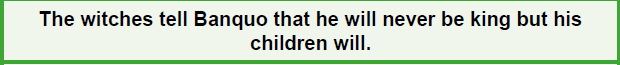 The witches tell Banquo that he will never be king but his
children will.